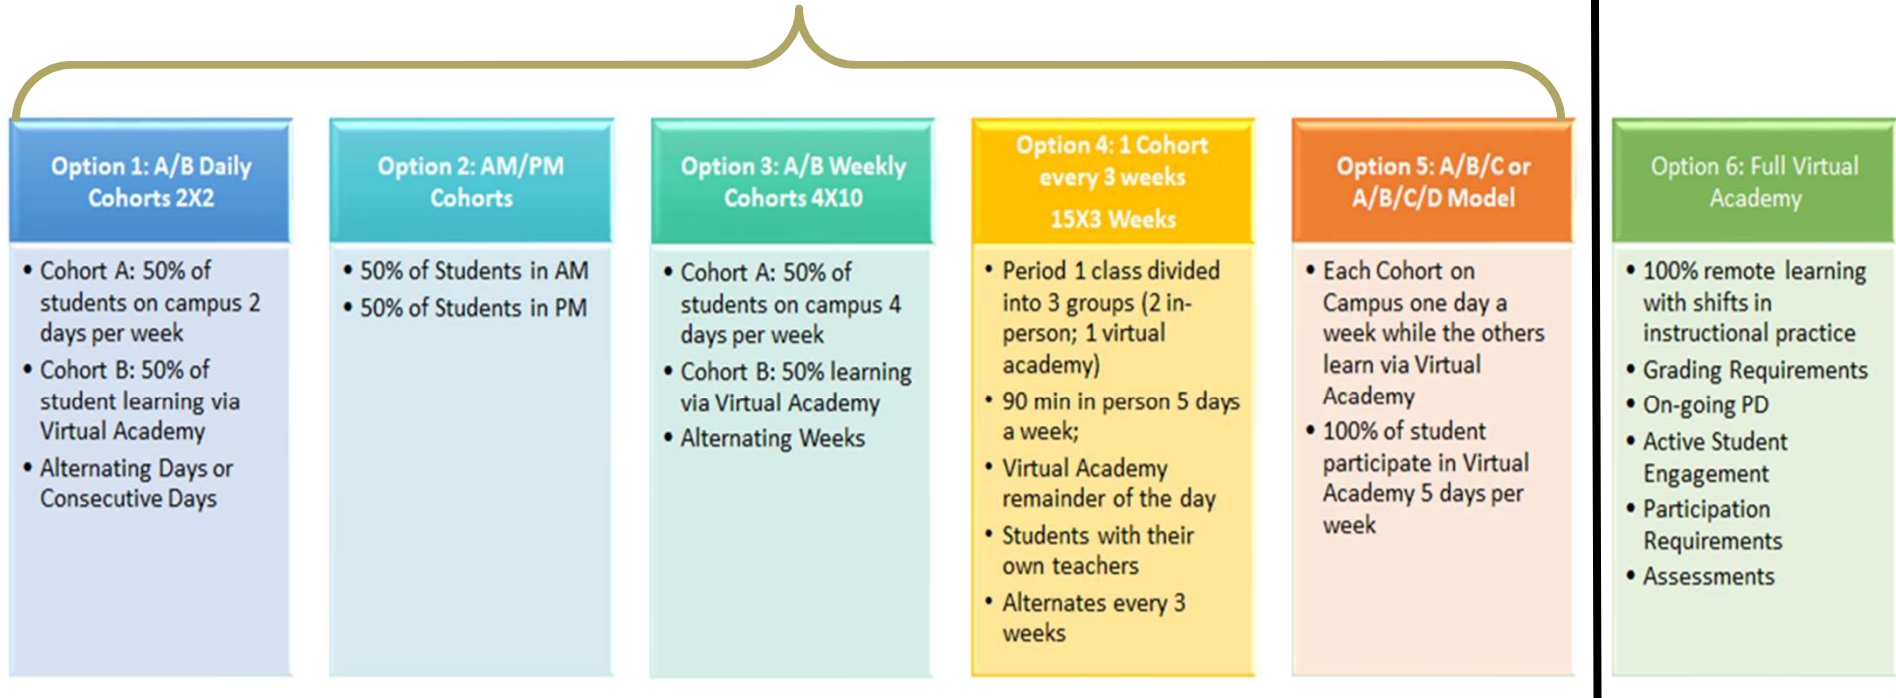 Option 1: A/B Daily
Cohorts 2X2
• Cohort A: 50% of
students on campus 2
days per week
• Cohort B: 50% of
student learning via
Virtual Academy
• Alternating Days or
Consecutive Days
Option 2: AM/PM
Cohorts
• 50% of Students in AM
• 50% of Students in PM
Option 3: A/B Weekly
Cohorts 4X10
• Cohort A: 50% of
students on campus 4
days per week
• Cohort B: 50% learning
via Virtual Academy
• Alternating Weeks
Option 4: 1 Cohort
every 3 weeks
15X3 Weeks
• Period 1 class divided
into 3 groups (2 in-
person; 1 virtual
academy)
• 90 min in person 5 days
a week;
• Virtual Academy
remainder of the day
• Students with their
own teachers
• Alternates every 3
weeks
Option 5: A/B/C or
A/B/C/D Model
• Each Cohort on
Campus one day a
week while the others
learn via Virtual
Academy
• 100% of student
participate in Virtual
Academy 5 days per
week
Option 6: Full Virtual
Academy
• 100% remote learning
with shifts in
instructional practice
• Grading Requirements
• On-going PD
• Active Student
Engagement
• Participation
Requirements
• Assessments